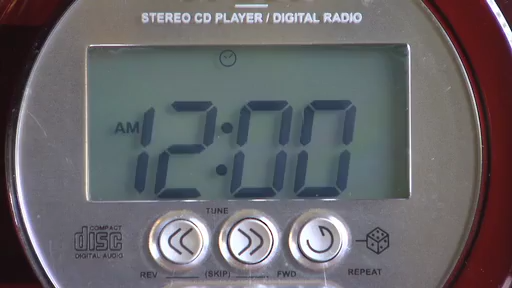 STEREO CD PLAYER / DIGITAL RADIO
AM 12:00
TUNE
COMPACT
disc
DIGITAL AUDIO
REV (SKIP) FWD REPEAT